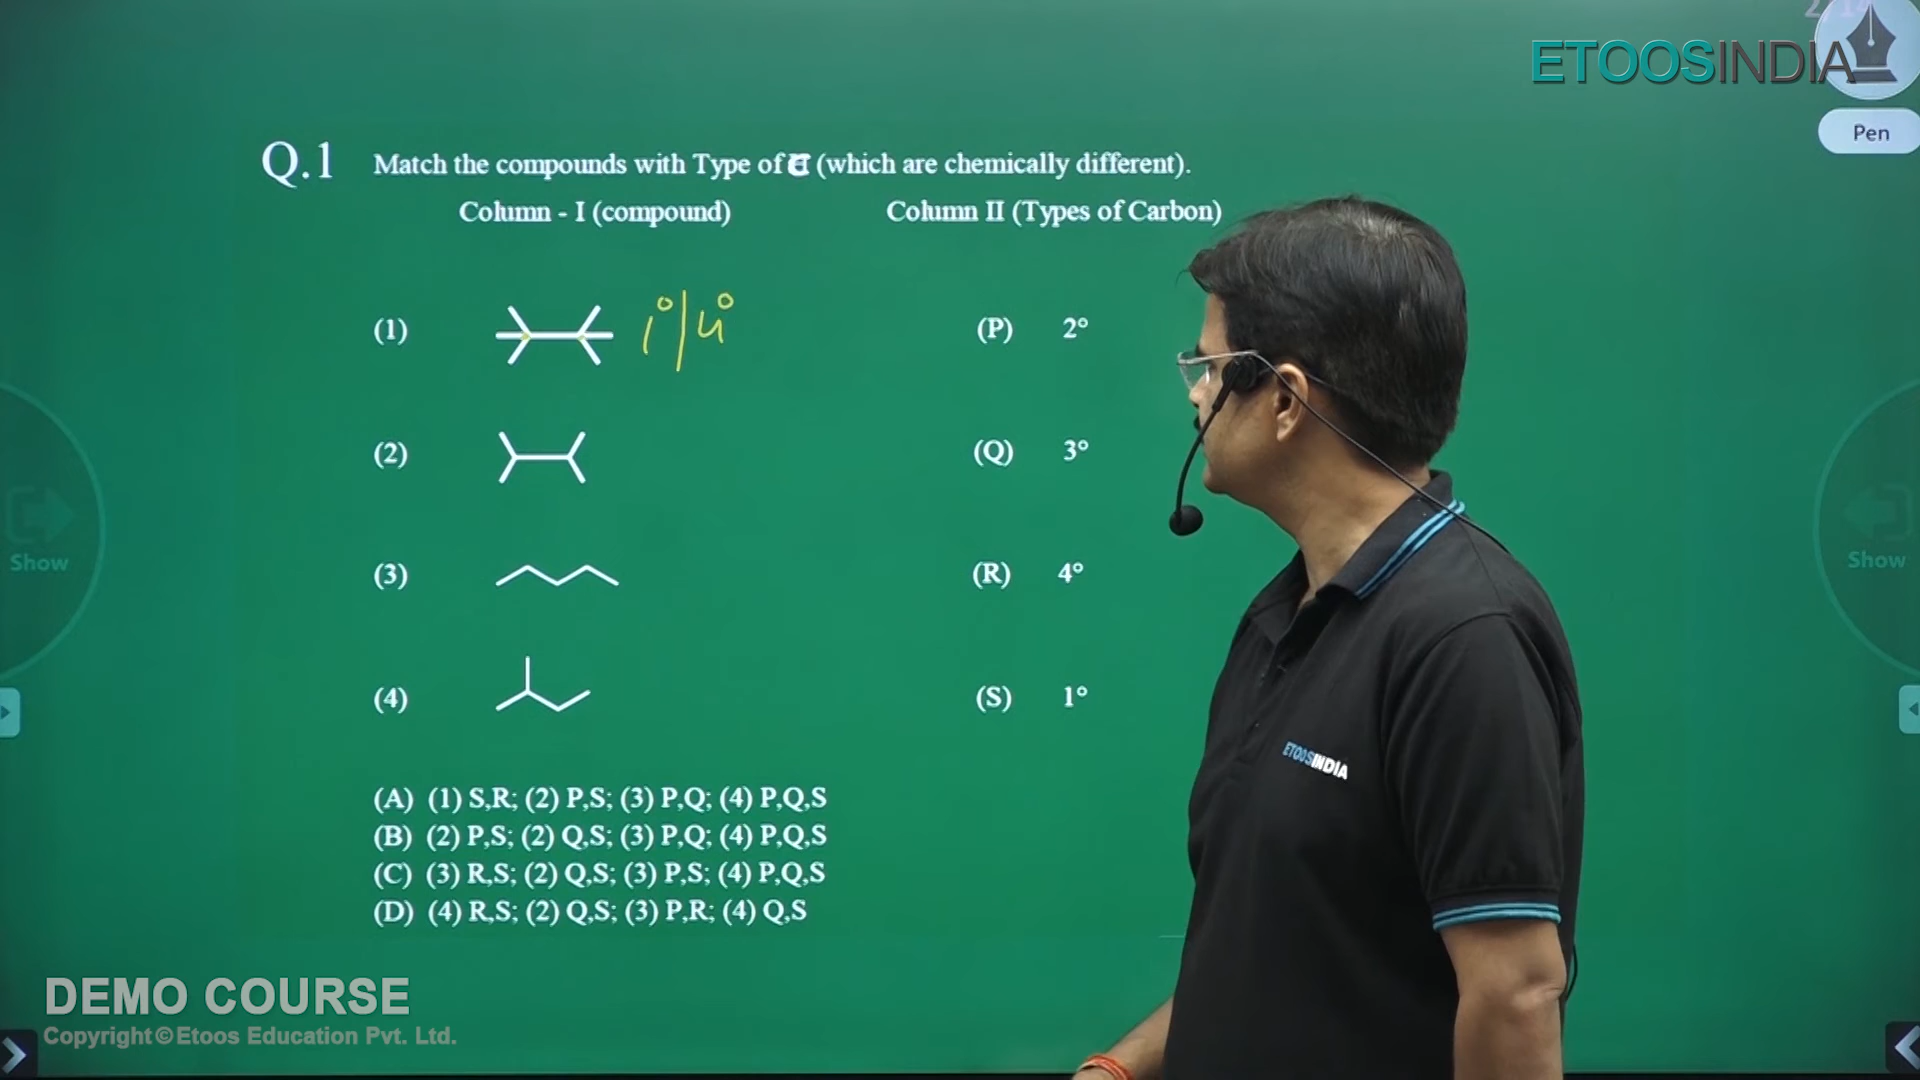 2/14
ETOOSINDIA
Pen
Q.1 Match the compounds with Type of C (which are chemically different).
Column - I (compound) Column II (Types of Carbon)
(1) 1° | 4° (P) 2°
(2) (Q) 3°
(3) (R) 4°
(4) (S) 1°
Show
Show
ETOOSINDIA
(A) (1) S,R; (2) P,S; (3) P,Q; (4) P,Q,S
(B) (2) P,S; (2) Q,S; (3) P,Q; (4) P,Q,S
(C) (3) R,S; (2) Q,S; (3) P,S; (4) P,Q,S
(D) (4) R,S; (2) Q,S; (3) P,R; (4) Q,S
DEMO COURSE
Copyright © Etoos Education Pvt. Ltd.